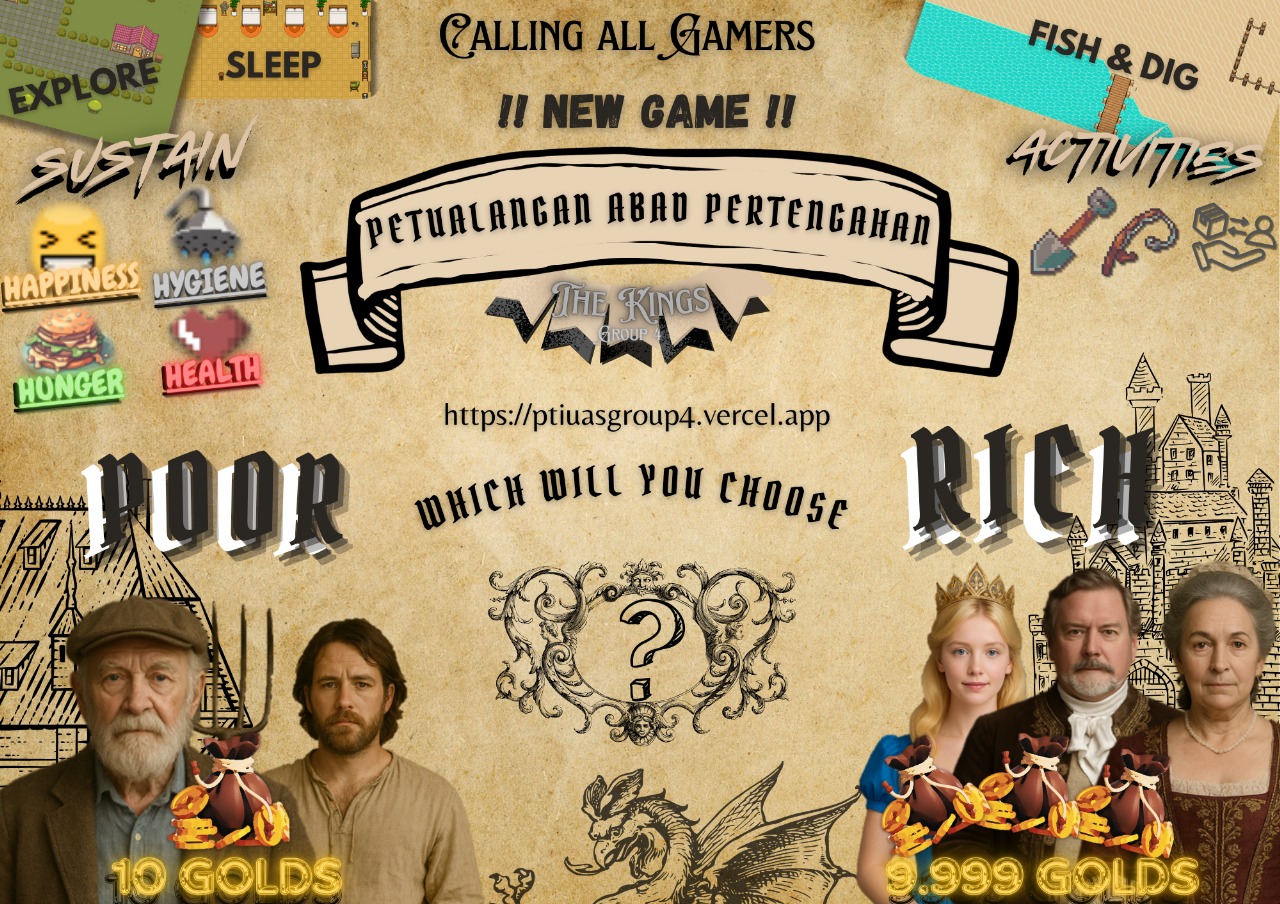 Calling all Gamers
!! NEW GAME !!
EXPLORE
SLEEP
FISH & DIG
SUSTAIN
ACTIVITIES
PETUALANGAN ABAD PERTENGAHAN
HAPPINESS
HYGIENE
HUNGER
HEALTH
The Kings
Group 4
https://ptiuasgroup4.vercel.app
POOR
WHICH WILL YOU CHOOSE
RICH
?
10 GOLDS
9.999 GOLDS